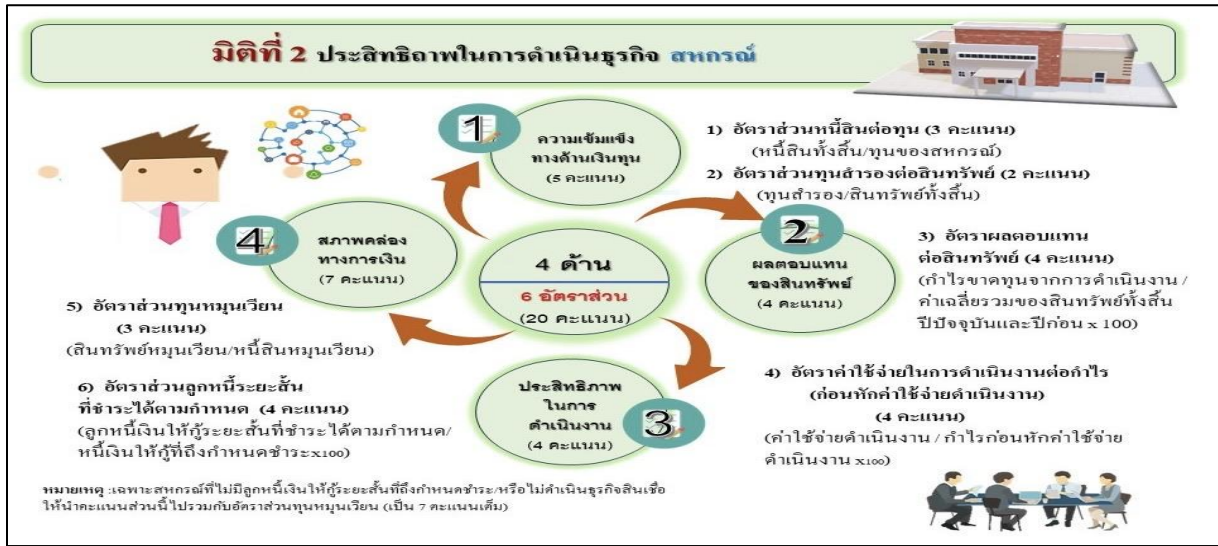 มิติที่ 2 ประสิทธิถาพในการดำเนินธุรกิจ สหกรณ์
1
ความเข้มแข็ง
ทางด้านเงินทุน
(5 คะแนน)
1) อัตราส่วนหนี้สินต่อทุน (3 คะแนน)
(หนี้สินทั้งสิ้น/ทุนของสหกรณ์)
2) อัตราส่วนทุนสำรองต่อสินทรัพย์ (2 คะแนน)
(ทุนสำรอง/สินทรัพย์ทั้งสิ้น)
2
ผลตอบแทน
ของสินทรัพย์
(4 คะแนน)
3) อัตราผลตอบแทน
ต่อสินทรัพย์ (4 คะแนน)
(กำไรขาดทุนจากการดำเนินงาน /
ค่าเฉลี่ยรวมของสินทรัพย์ทั้งสิ้น
ปีปัจจุบันและปีก่อน x 100)
4 ด้าน
6 อัตราส่วน
(20 คะแนน)
4
สภาพคล่อง
ทางการเงิน
(7 คะแนน)
5) อัตราส่วนทุนหมุนเวียน
(3 คะแนน)
(สินทรัพย์หมุนเวียน/หนี้สินหมุนเวียน)
6) อัตราส่วนลูกหนี้ระยะสั้น
ที่ชำระได้ตามกำหนด (4 คะแนน)
(ลูกหนี้เงินให้กู้ระยะสั้นที่ชำระได้ตามกำหนด/
หนี้เงินให้กู้ที่ถึงกำหนดชำระx100)
ประสิทธิภาพ
ในการ
ดำเนินงาน
(4 คะแนน)
3
4) อัตราค่าใช้จ่ายในการดำเนินงานต่อกำไร
(ก่อนหักค่าใช้จ่ายดำเนินงาน)
(4 คะแนน)
(ค่าใช้จ่ายดำเนินงาน / กำไรก่อนหักค่าใช้จ่าย
ดำเนินงาน x100)
หมายเหตุ :เฉพาะสหกรณ์ที่ไม่มีลูกหนี้เงินให้กู้ระยะสั้นที่ถึงกำหนดชำระ/หรือไม่ดำเนินธุรกิจสินเชื่อ
ให้นำคะแนนส่วนนี้ไปรวมกับอัตราส่วนทุนหมุนเวียน (เป็น 7 คะแนนเต็ม)